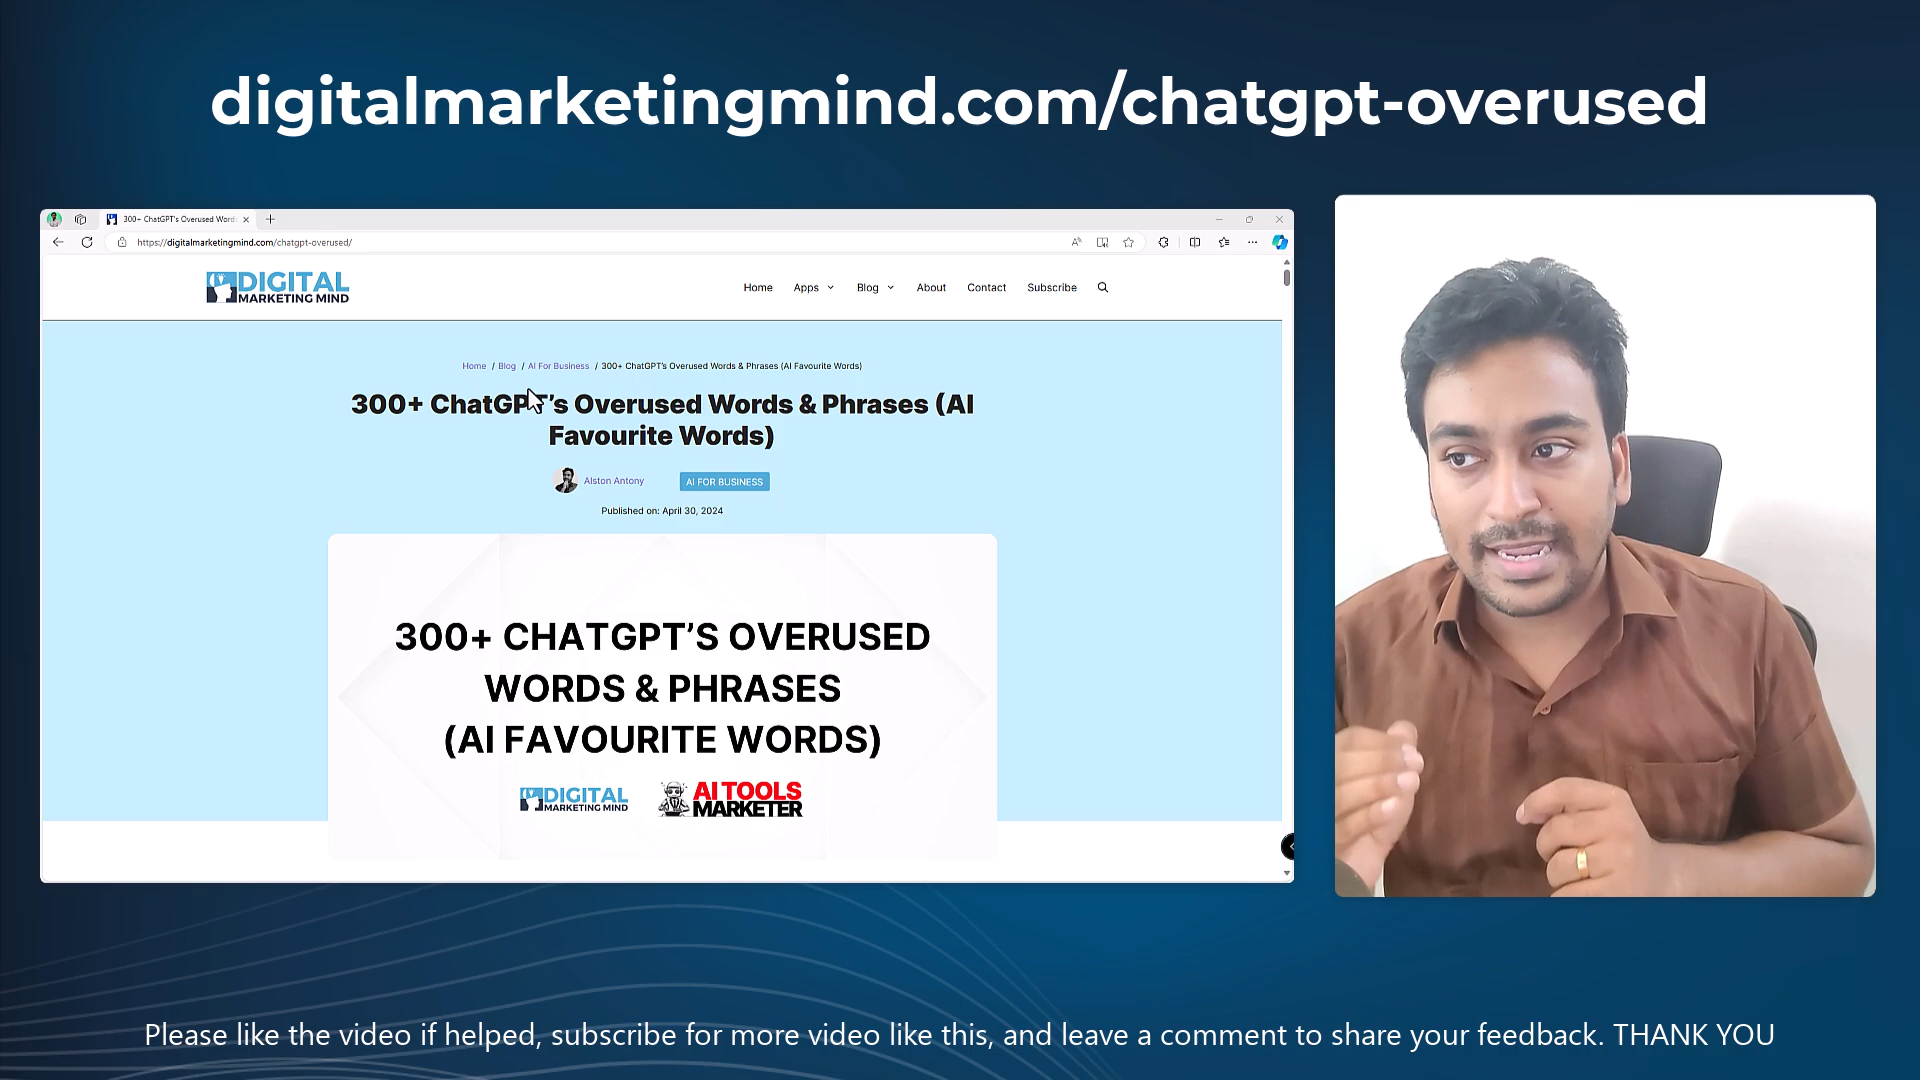 digitalmarketingmind.com/chatgpt-overused
300+ ChatGPT's Overused Word
https://digitalmarketingmind.com/chatgpt-overused/
DIGITAL
MARKETING MIND
Home Apps Blog About Contact Subscribe
Home / Blog / AI For Business / 300+ ChatGPT's Overused Words & Phrases (AI Favourite Words)
300+ ChatGPT’s Overused Words & Phrases (AI
Favourite Words)
Alston Antony AI FOR BUSINESS
Published on: April 30, 2024
300+ CHATGPT’S OVERUSED
WORDS & PHRASES
(AI FAVOURITE WORDS)
DIGITAL
MARKETING MIND
AI TOOLS
MARKETER
Please like the video if helped, subscribe for more video like this, and leave a comment to share your feedback. THANK YOU